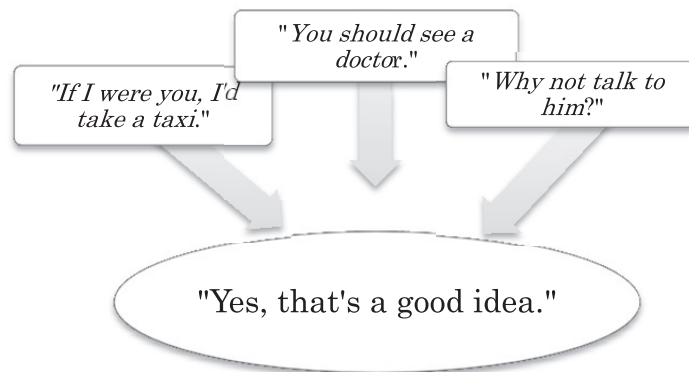 "If I were you, I'd
take a taxi."
"You should see a
doctor."
"Why not talk to
him?"
"Yes, that's a good idea."